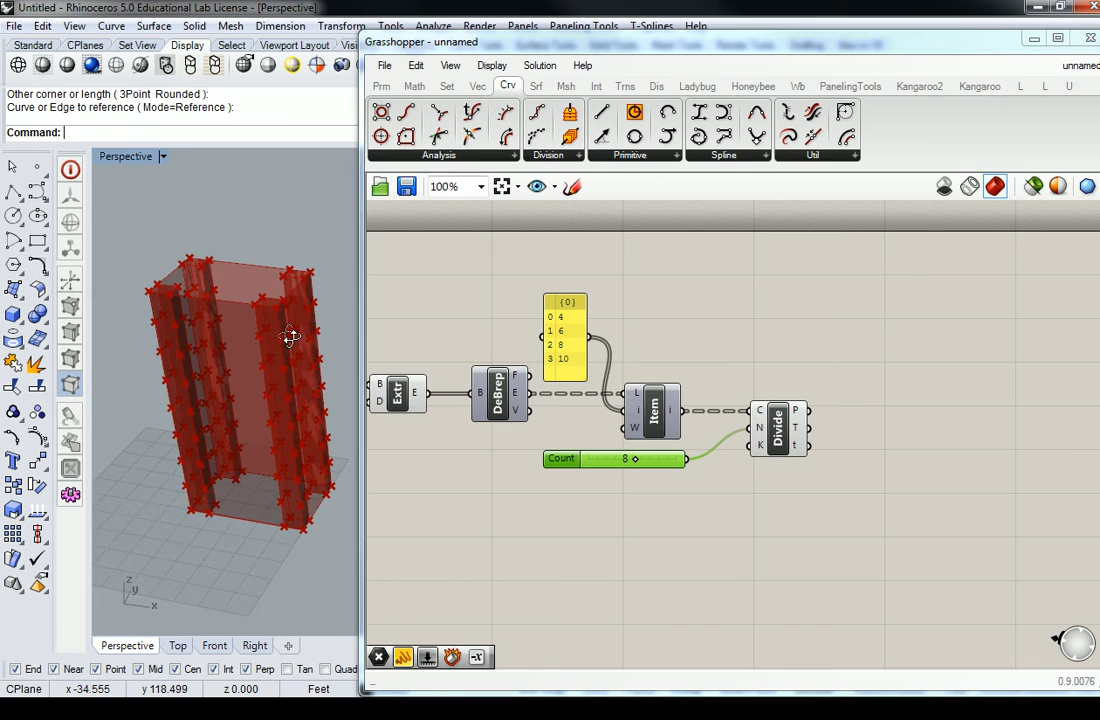 Untitled - Rhinoceros 5.0 Educational Lab License - [Perspective]
File Edit View Curve Surface Solid Mesh Dimension Transform Tools Analyze Render Panels Paneling Tools T-Splines Help
Standard CPlanes Set View Display Select Viewport Layout Visi
Other coror or length ( 3Point Rounded ):
Curve or Edge to reference ( Mode=Reference ):
Command:
Perspective
z
y
x
Perspective Top Front Right
End Near Point Mid Cen Int Perp Tan Quad
CPlane x -34.555 y 118.499 z 0.000 Feet
Grasshopper - unnamed
File Edit View Display Solution Help unnamed
Prm Math Set Vec Crv Srf Msh Int Trns Dis Ladybug Honeybee Wb PanelingTools Kangaroo Kangaroo L L U
Analysis Division Primitive Spline Util
100%
{0}
0 4
1 6
2 8
3 10
B D Extr E
B DeBrep F E V
L i W Item i
C N K Divide P T t
Count 8
0.9.0076